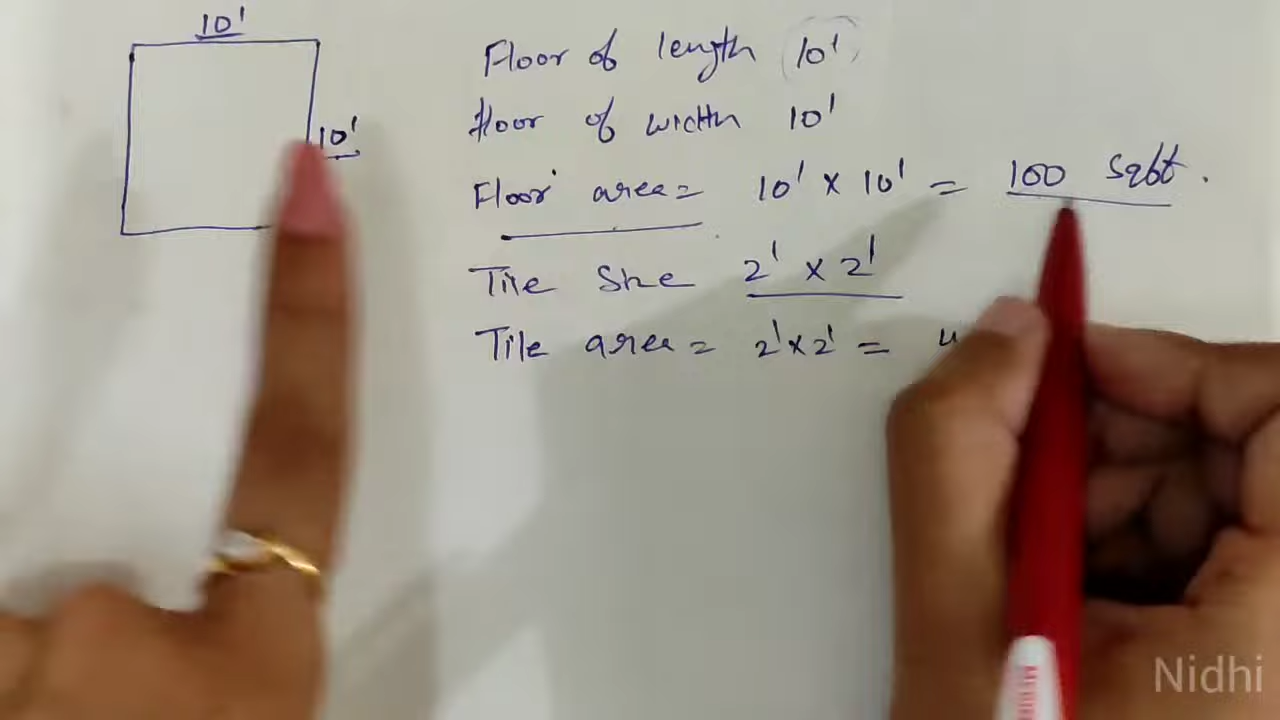 10'
10'
Floor of length 10'
floor of width 10'
Floor area = 10' x 10' = 100 Sqft.
Tile Size 2' x 2'
Tile area = 2' x 2' = 4
Nidhi